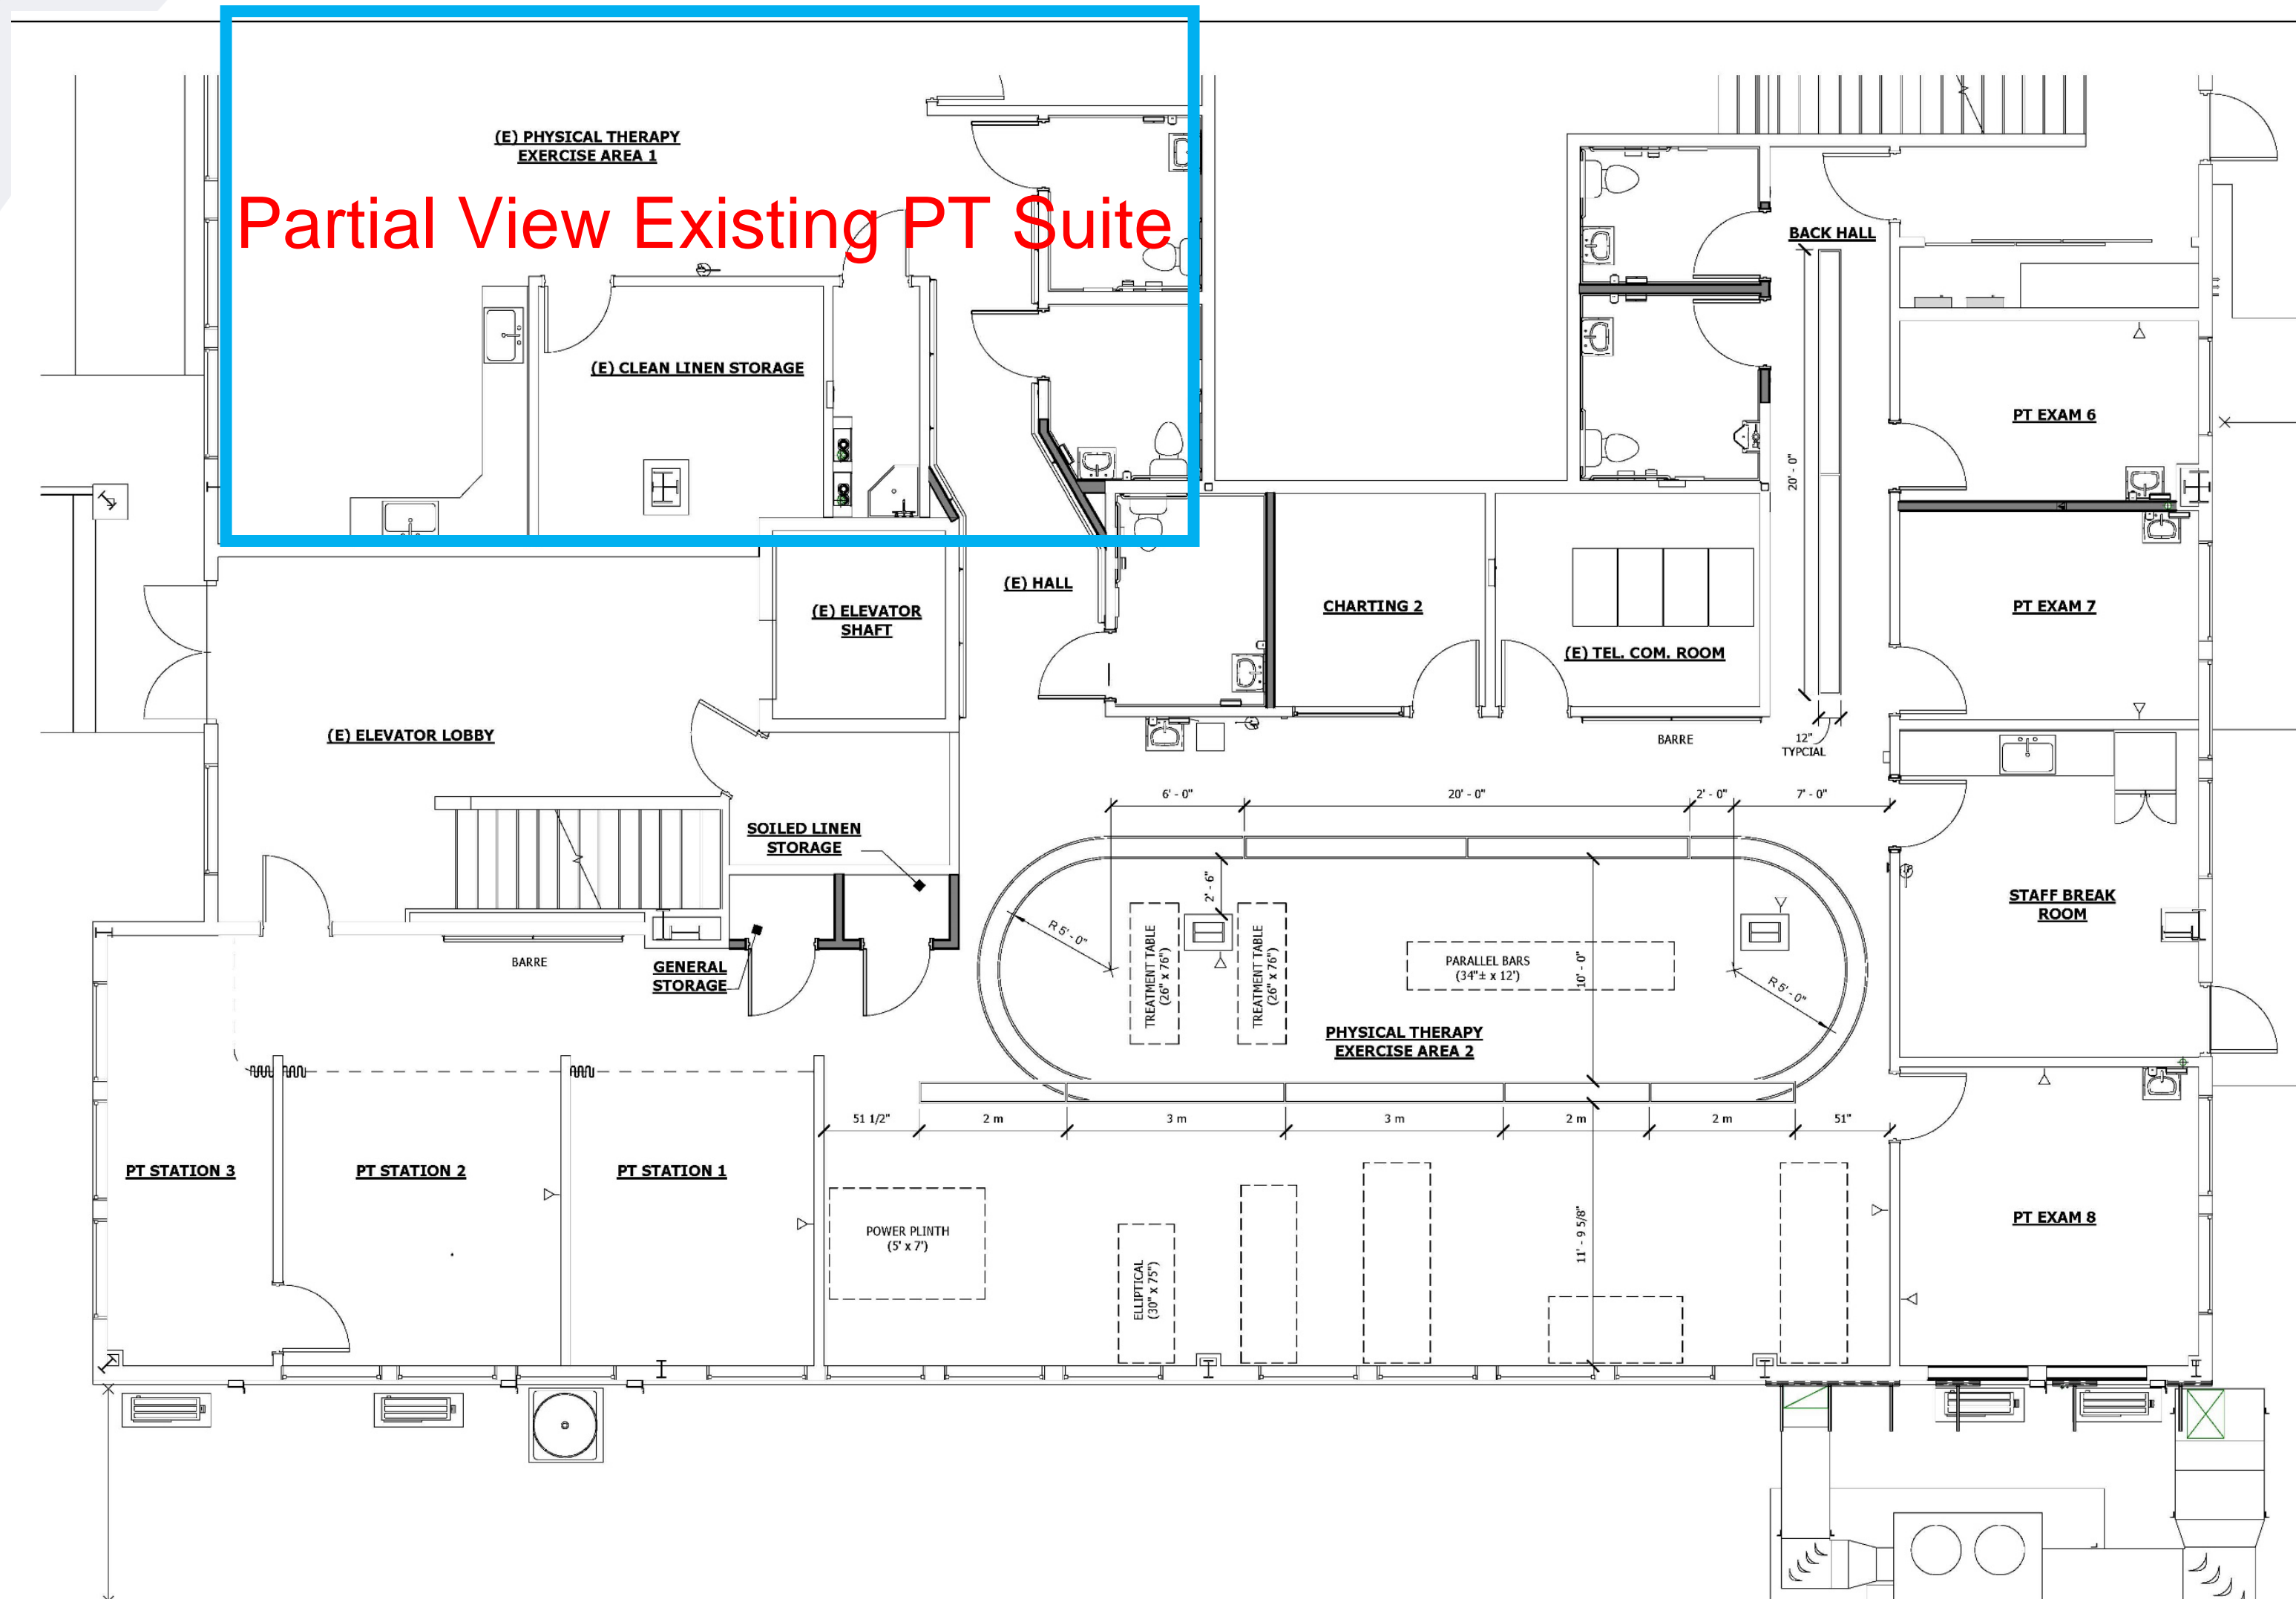 (E) PHYSICAL THERAPY
EXERCISE AREA 1
Partial View Existing PT Suite
BACK HALL
(E) CLEAN LINEN STORAGE
PT EXAM 6
20' - 0"
(E) HALL
(E) ELEVATOR
SHAFT
CHARTING 2
PT EXAM 7
(E) TEL. COM. ROOM
(E) ELEVATOR LOBBY
BARRE
12"
TYPCIAL
6' - 0"
20' - 0"
2' - 0"
7' - 0"
SOILED LINEN
STORAGE
2' - 6"
STAFF BREAK
ROOM
R 5' - 0"
TREATMENT TABLE
(26" x 76")
TREATMENT TABLE
(26" x 76")
BARRE
GENERAL
STORAGE
PARALLEL BARS
(34"± x 12')
10' - 0"
R 5' - 0"
PHYSICAL THERAPY
EXERCISE AREA 2
51 1/2"
2 m
3 m
3 m
2 m
2 m
51"
PT STATION 3
PT STATION 2
PT STATION 1
POWER PLINTH
(5' x 7')
ELLIPTICAL
(30" x 75")
11' - 9 5/8"
PT EXAM 8